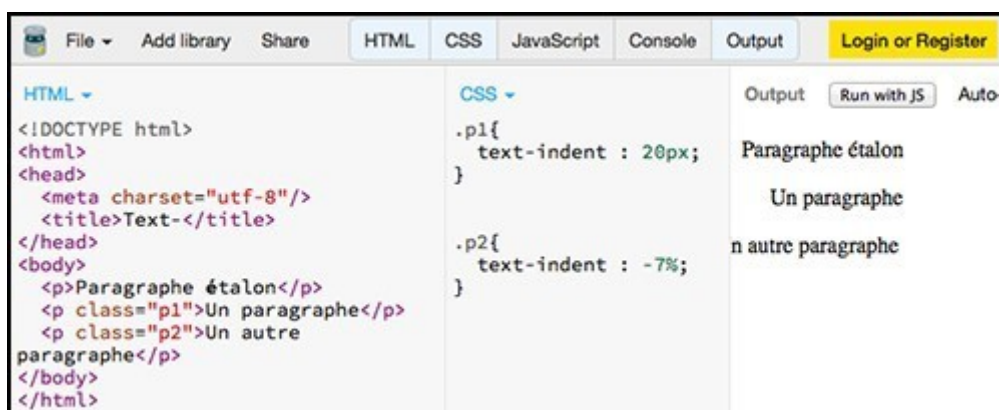 File Add library Share HTML CSS JavaScript Console Output Login or Register
HTML
<!DOCTYPE html>
<html>
<head>
<meta charset="utf-8"/>
<title>Text-</title>
</head>
<body>
<p>Paragraphe étalon</p>
<p class="p1">Un paragraphe</p>
<p class="p2">Un autre
paragraphe</p>
</body>
</html>
CSS
.p1{
text-indent : 20px;
}
.p2{
text-indent : -7%;
}
Output Run with JS Auto-
Paragraphe étalon
Un paragraphe
n autre paragraphe